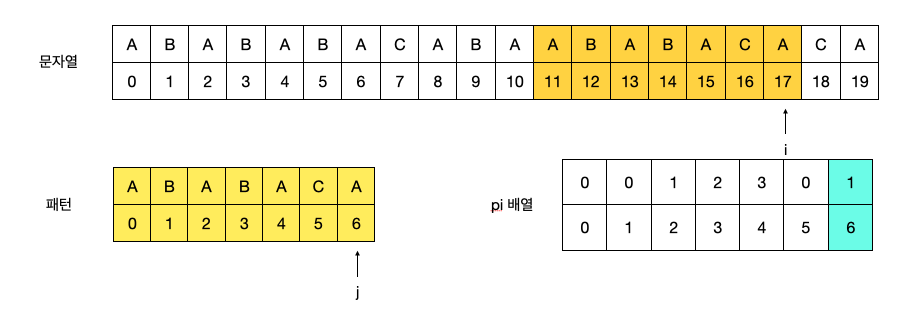 문자열
A B A B A B A C A B A A B A B A C A C A
0 1 2 3 4 5 6 7 8 9 10 11 12 13 14 15 16 17 18 19
i
패턴
A B A B A C A
0 1 2 3 4 5 6
j
pi 배열
0 0 1 2 3 0 1
0 1 2 3 4 5 6